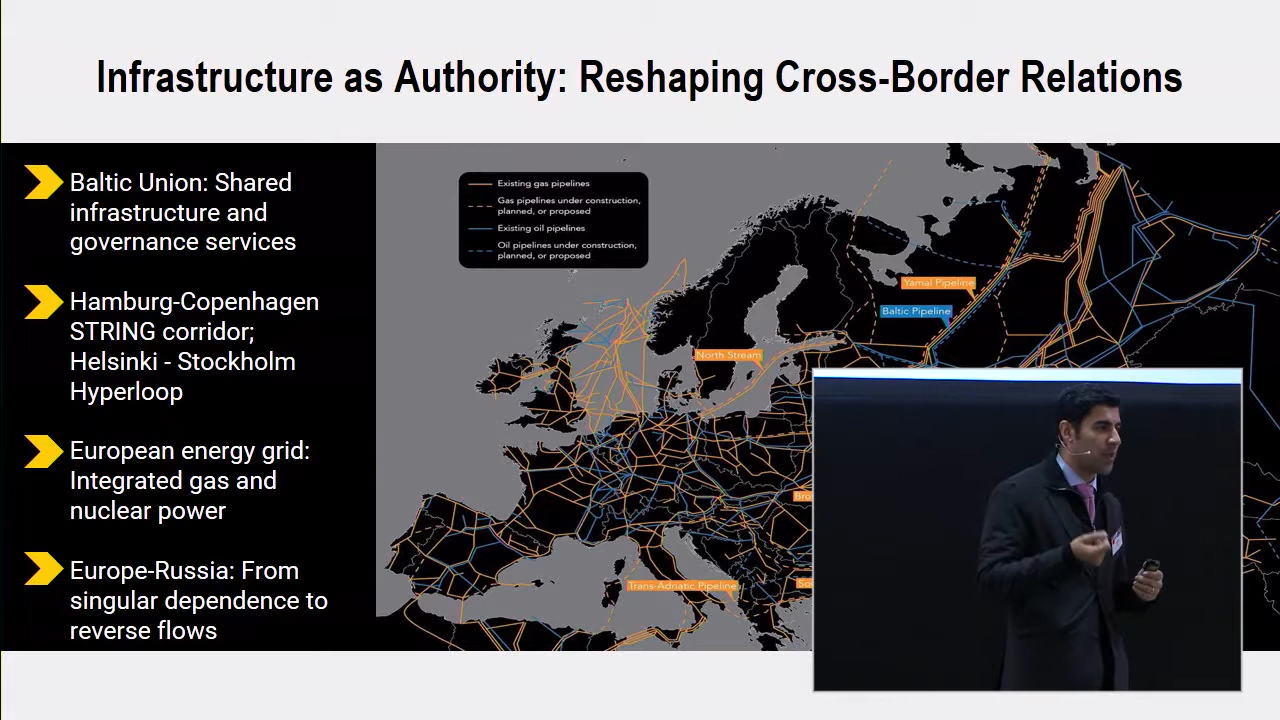 Infrastructure as Authority: Reshaping Cross-Border Relations
Baltic Union: Shared
infrastructure and
governance services
Hamburg-Copenhagen
STRING corridor;
Helsinki - Stockholm
Hyperloop
European energy grid:
Integrated gas and
nuclear power
Europe-Russia: From
singular dependence to
reverse flows
Existing gas pipelines
Gas pipelines under construction,
planned, or proposed
Existing oil pipelines
Oil pipelines under construction,
planned, or proposed
Yamal Pipeline
Baltic Pipeline
North Stream
Trans-Adriatic Pipeline